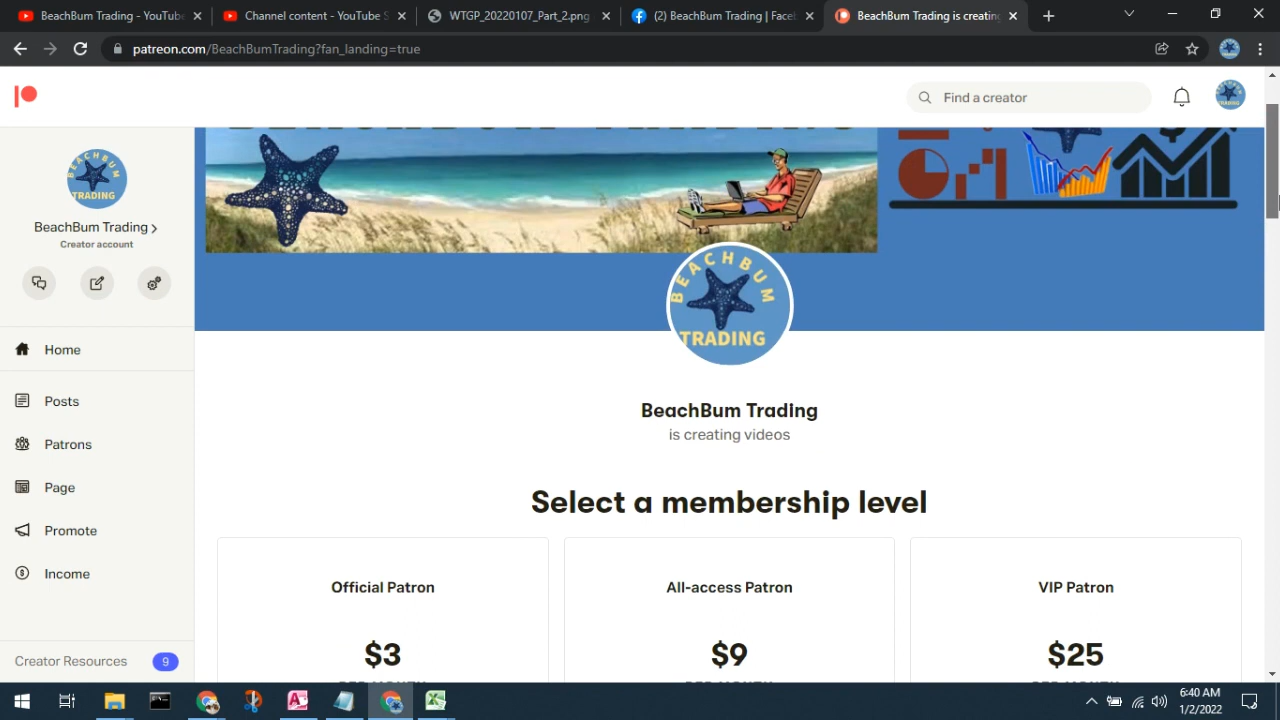 BeachBum Trading - YouTube
Channel content - YouTube S
WTGP_20220107_Part_2.png
(2) BeachBum Trading | Faceb
BeachBum Trading is creating
patreon.com/BeachBumTrading?fan_landing=true
Find a creator
BEACHBUM TRADING
BEACHBUM TRADING
BeachBum Trading
Creator account
Home
Posts
Patrons
Page
Promote
Income
Creator Resources 9
BEACHBUM
TRADING
BeachBum Trading
is creating videos
Select a membership level
Official Patron
All-access Patron
VIP Patron
$3
$9
$25
6:40 AM
1/2/2022